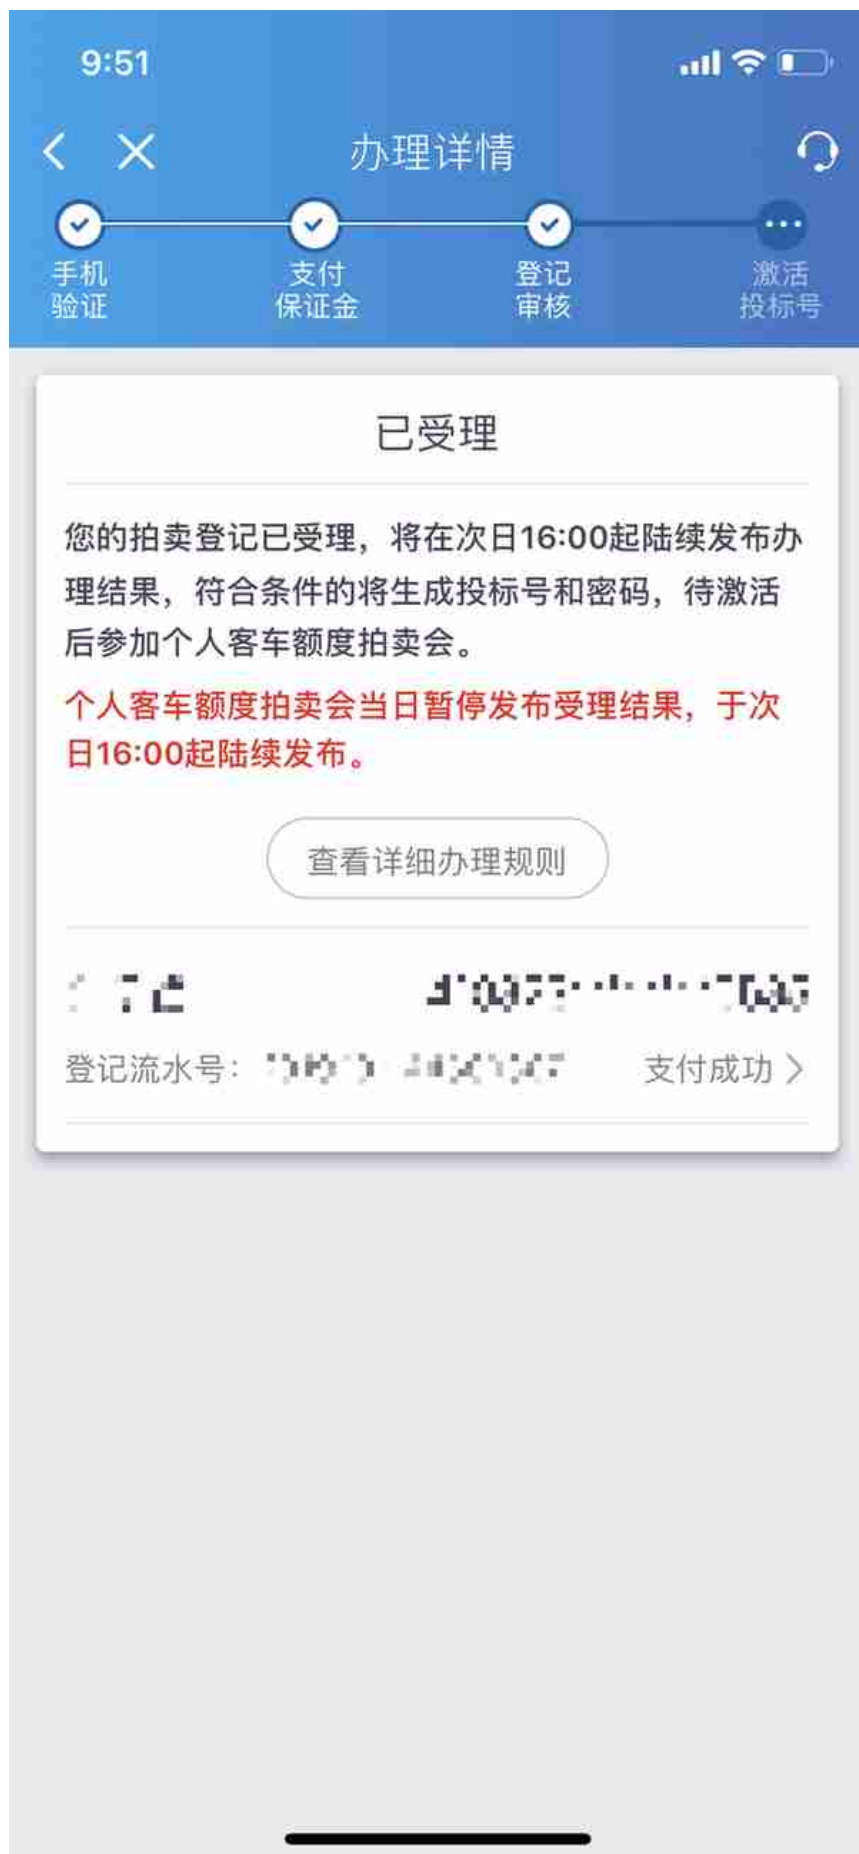 9:51
办理详情
手机
验证
支付
保证金
登记
审核
激活
投标号
已受理
您的拍卖登记已受理，将在次日16:00起陆续发布办
理结果，符合条件的将生成投标号和密码，待激活
后参加个人客车额度拍卖会。
个人客车额度拍卖会当日暂停发布受理结果，于次
日16:00起陆续发布。
查看详细办理规则
登记流水号：
支付成功